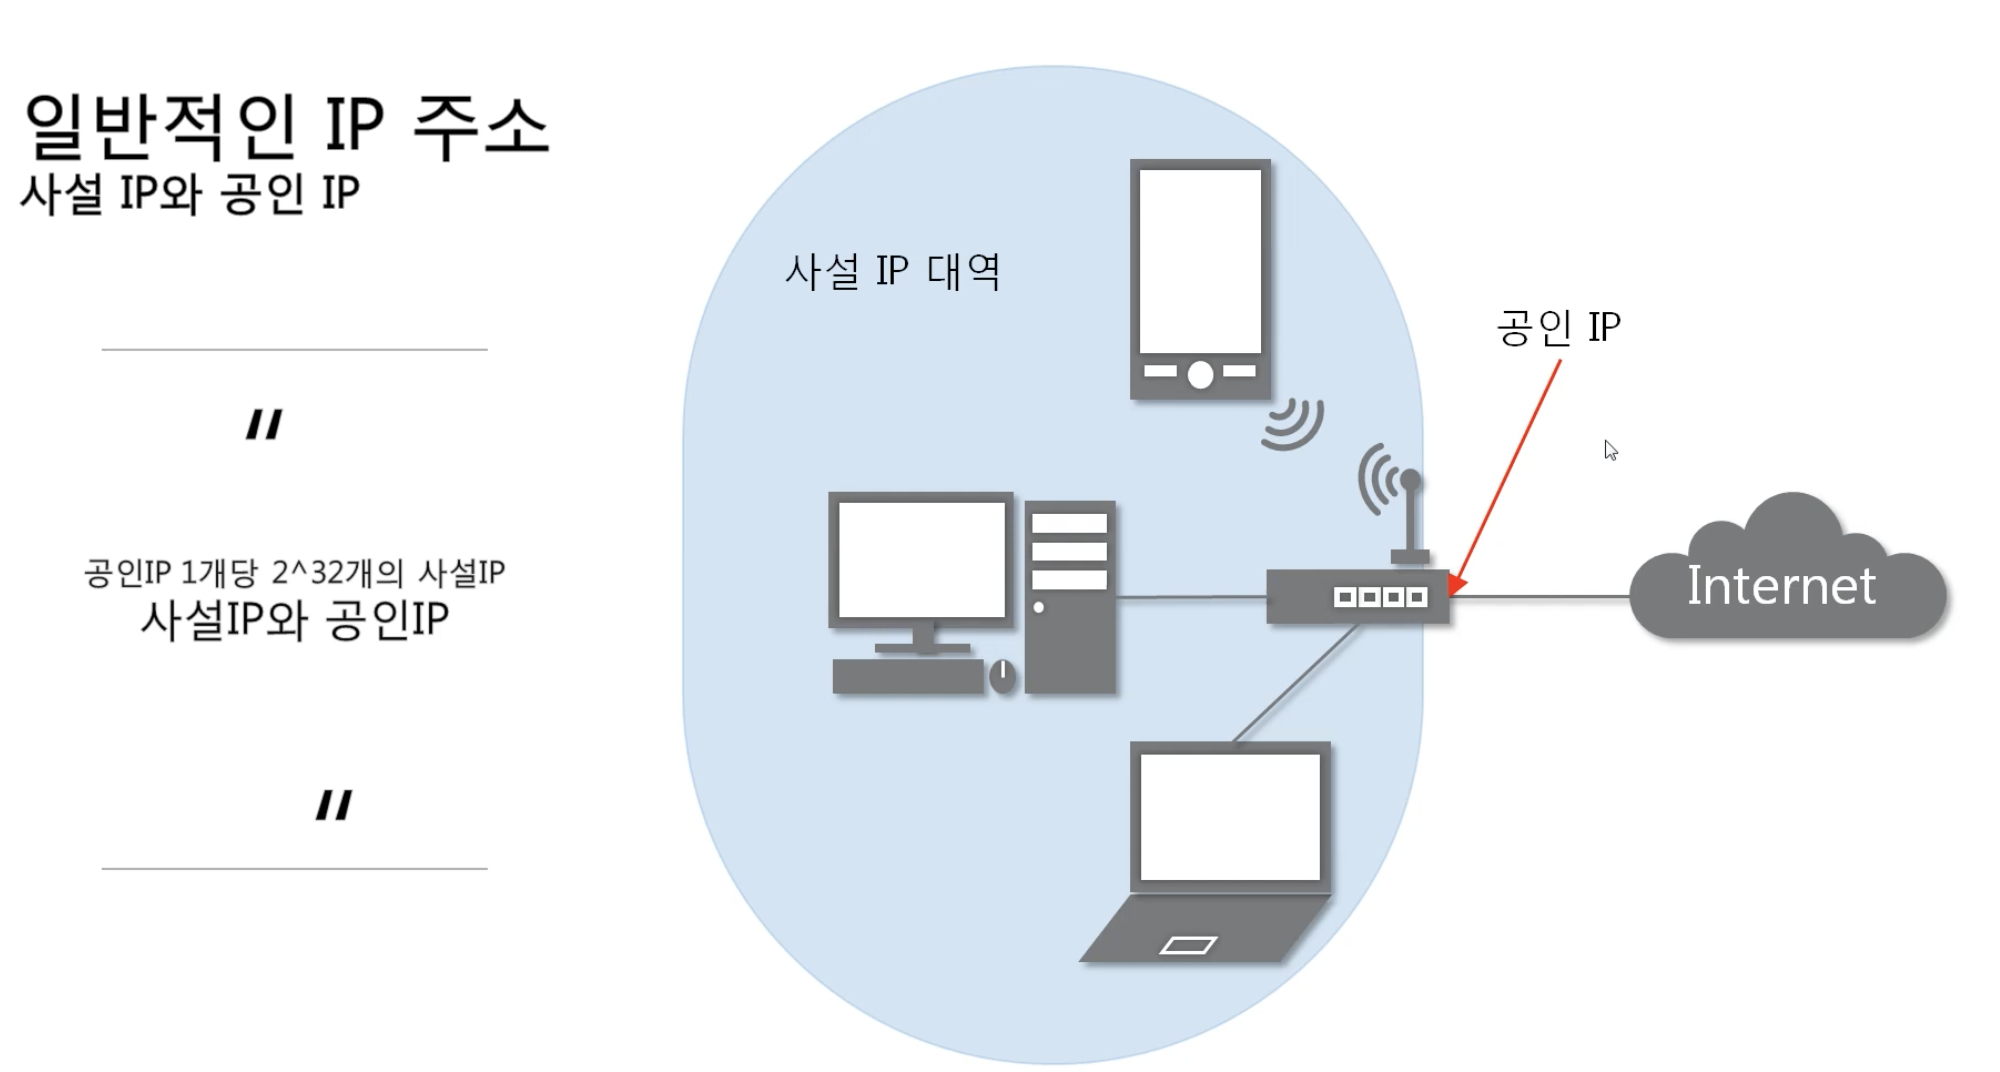 일반적인 IP 주소
사설 IP와 공인 IP
"
공인IP 1개당 2^32개의 사설IP
사설IP와 공인IP
"
사설 IP 대역
공인 IP
Internet